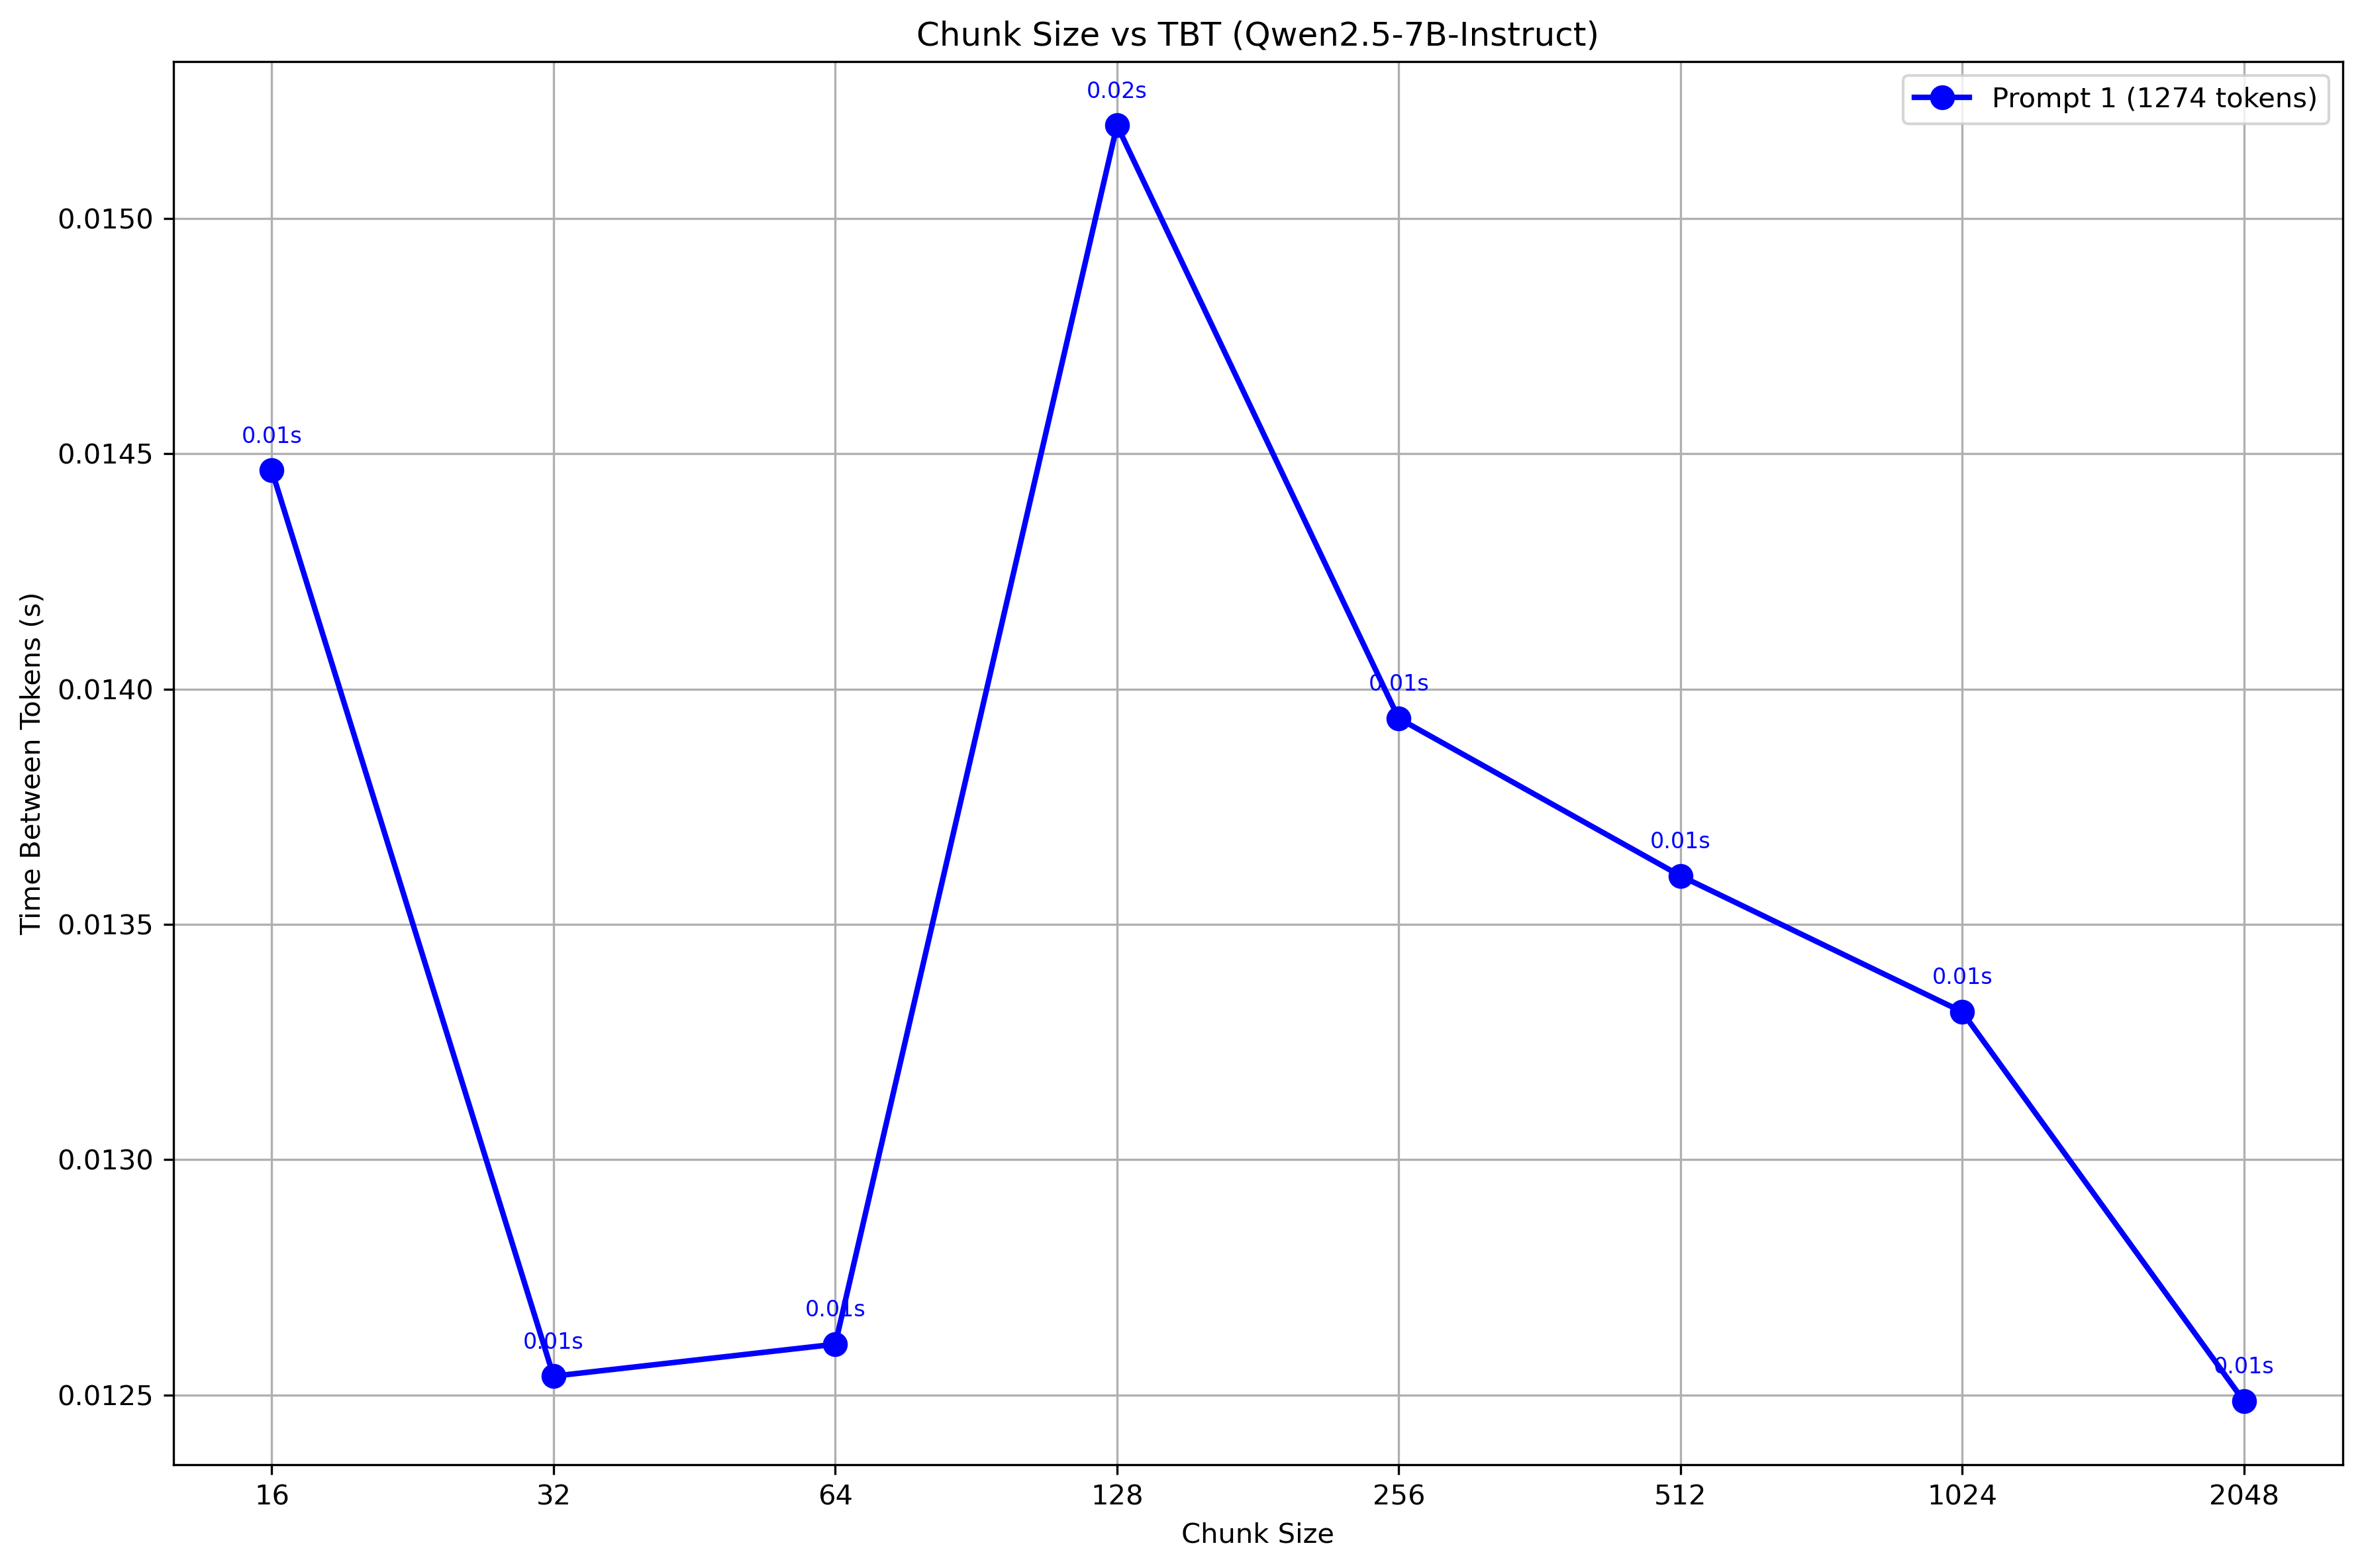 Chunk Size vs TBT (Qwen2.5-7B-Instruct)
Prompt 1 (1274 tokens)
Time Between Tokens (s)
0.0150
0.0145
0.0140
0.0135
0.0130
0.0125
0.01s
0.01s
0.01s
0.02s
0.01s
0.01s
0.01s
0.01s
16 32 64 128 256 512 1024 2048
Chunk Size